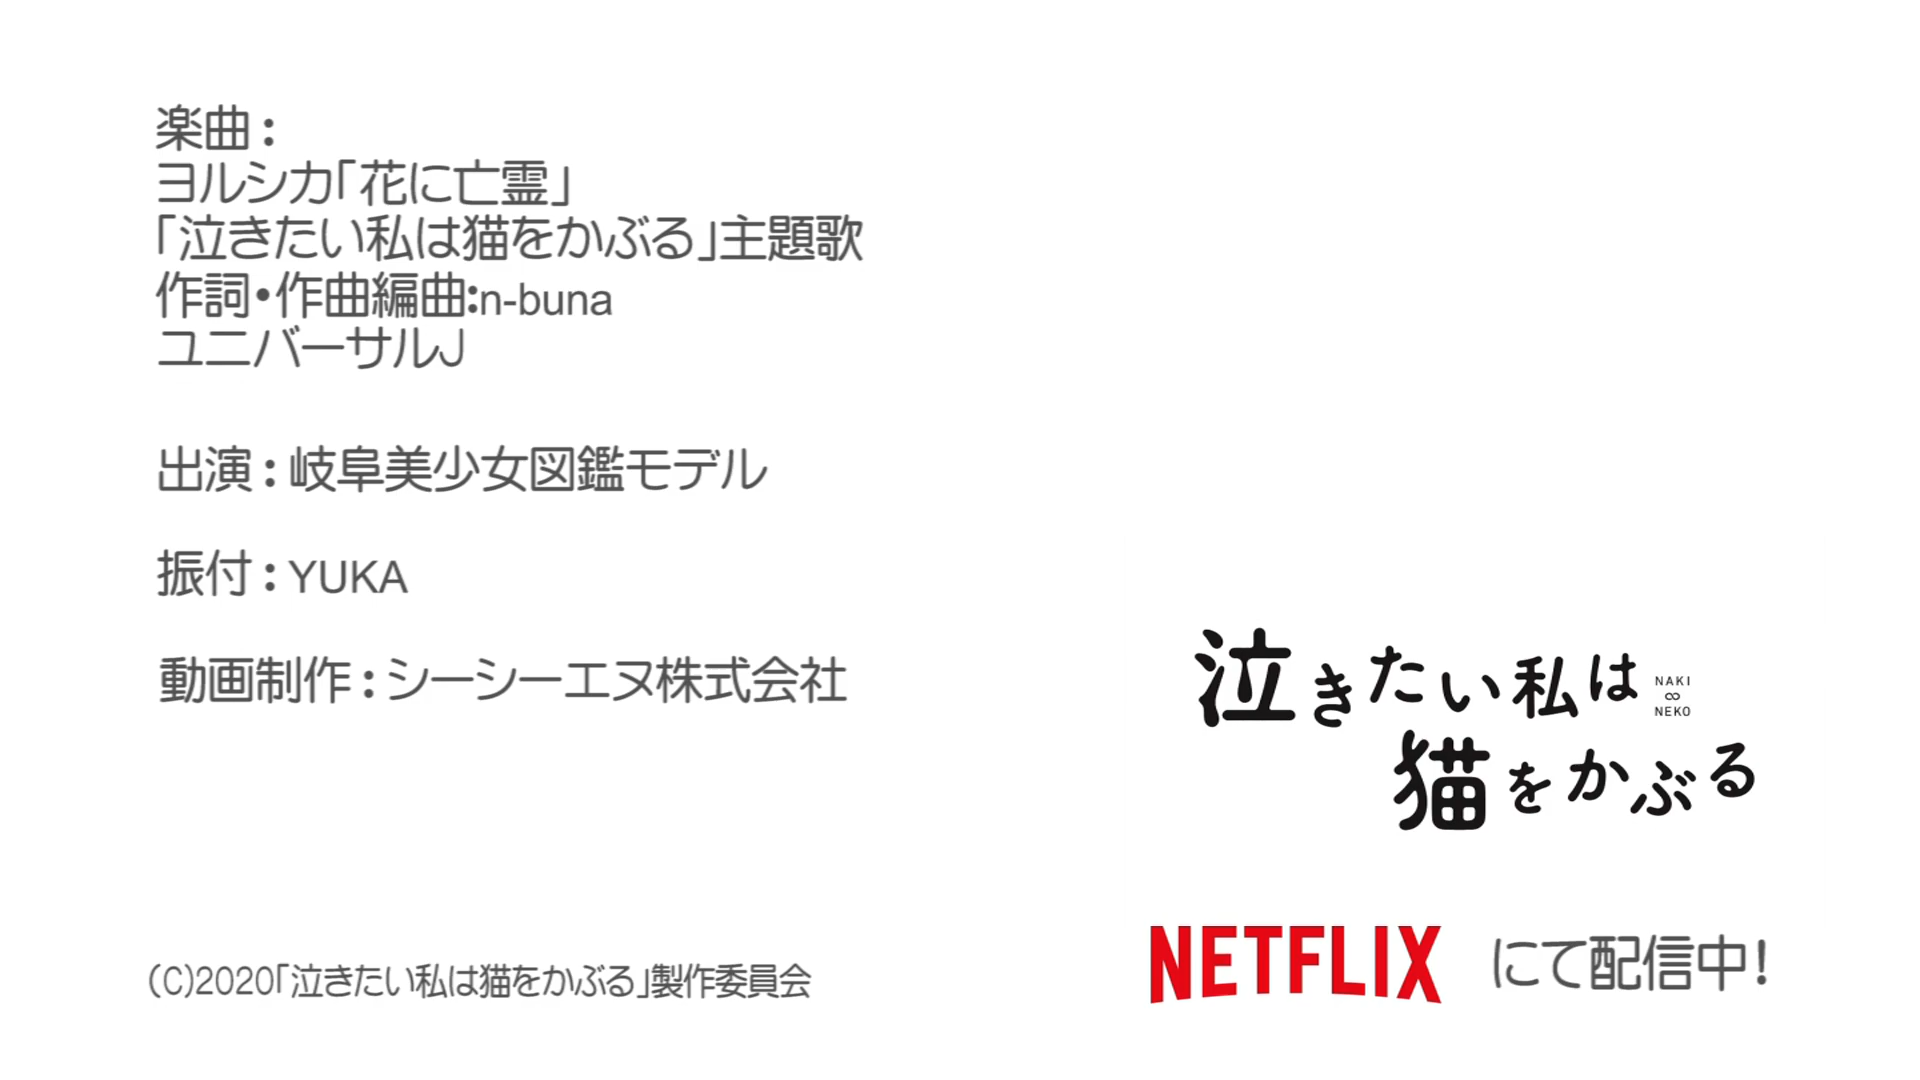 楽曲：
ヨルシカ「花に亡霊」
「泣きたい私は猫をかぶる」主題歌
作詞・作曲編曲:n-buna
ユニバーサルJ
出演：岐阜美少女図鑑モデル
振付：YUKA
動画制作：シーシーエヌ株式会社
泣きたい私は
NAKI
∞
NEKO
猫をかぶる
NETFLIX にて配信中！
(C)2020「泣きたい私は猫をかぶる」製作委員会